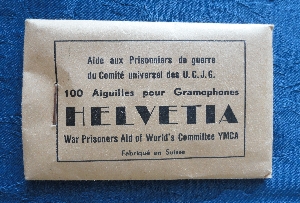 Aide aux Prisonniers de guerre
du Comité universel des U.C.J.G.
100 Aiguilles pour Gramophones
HELVETIA
War Prisoners Aid of World's Committee YMCA
Fabriqué en Suisse